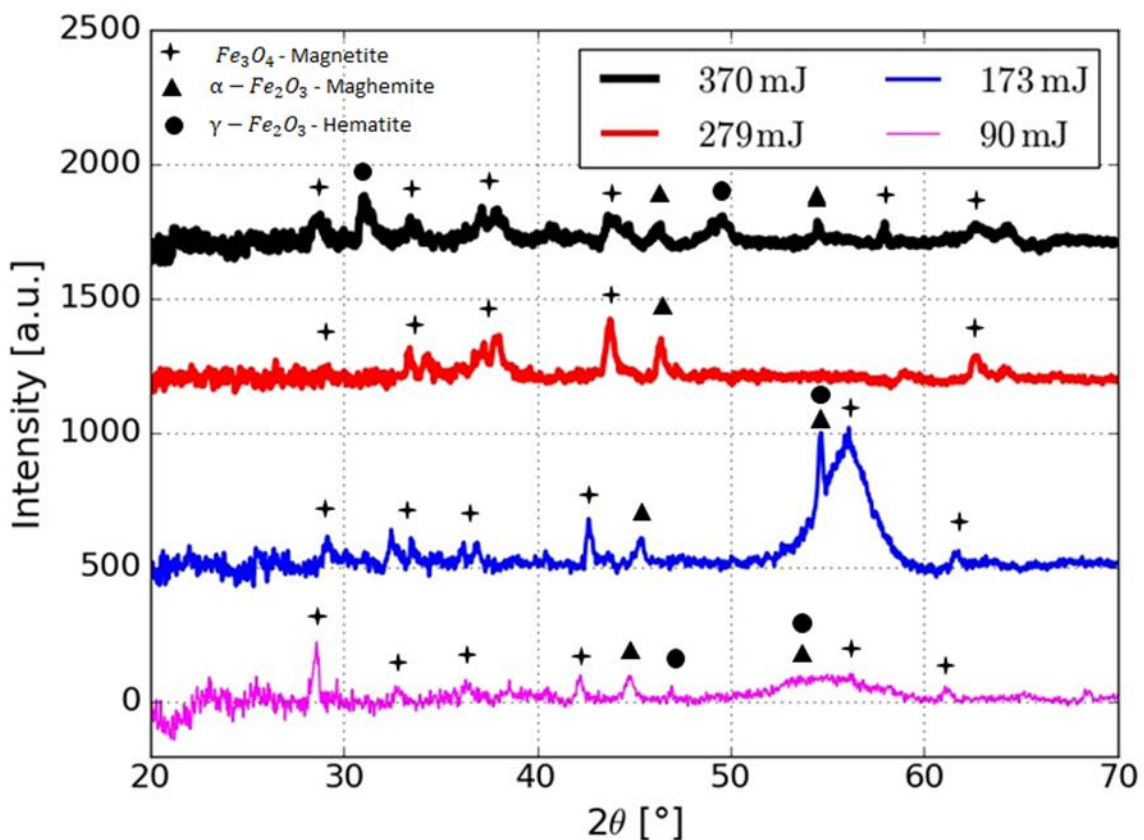 2500
2000
1500
1000
500
0
Intensity [a.u.]
Fe₃O₄ - Magnetite
α − Fe₂O₃ - Maghemite
γ − Fe₂O₃ - Hematite
370 mJ 173 mJ
279 mJ 90 mJ
20 30 40 50 60 70
2θ [°]